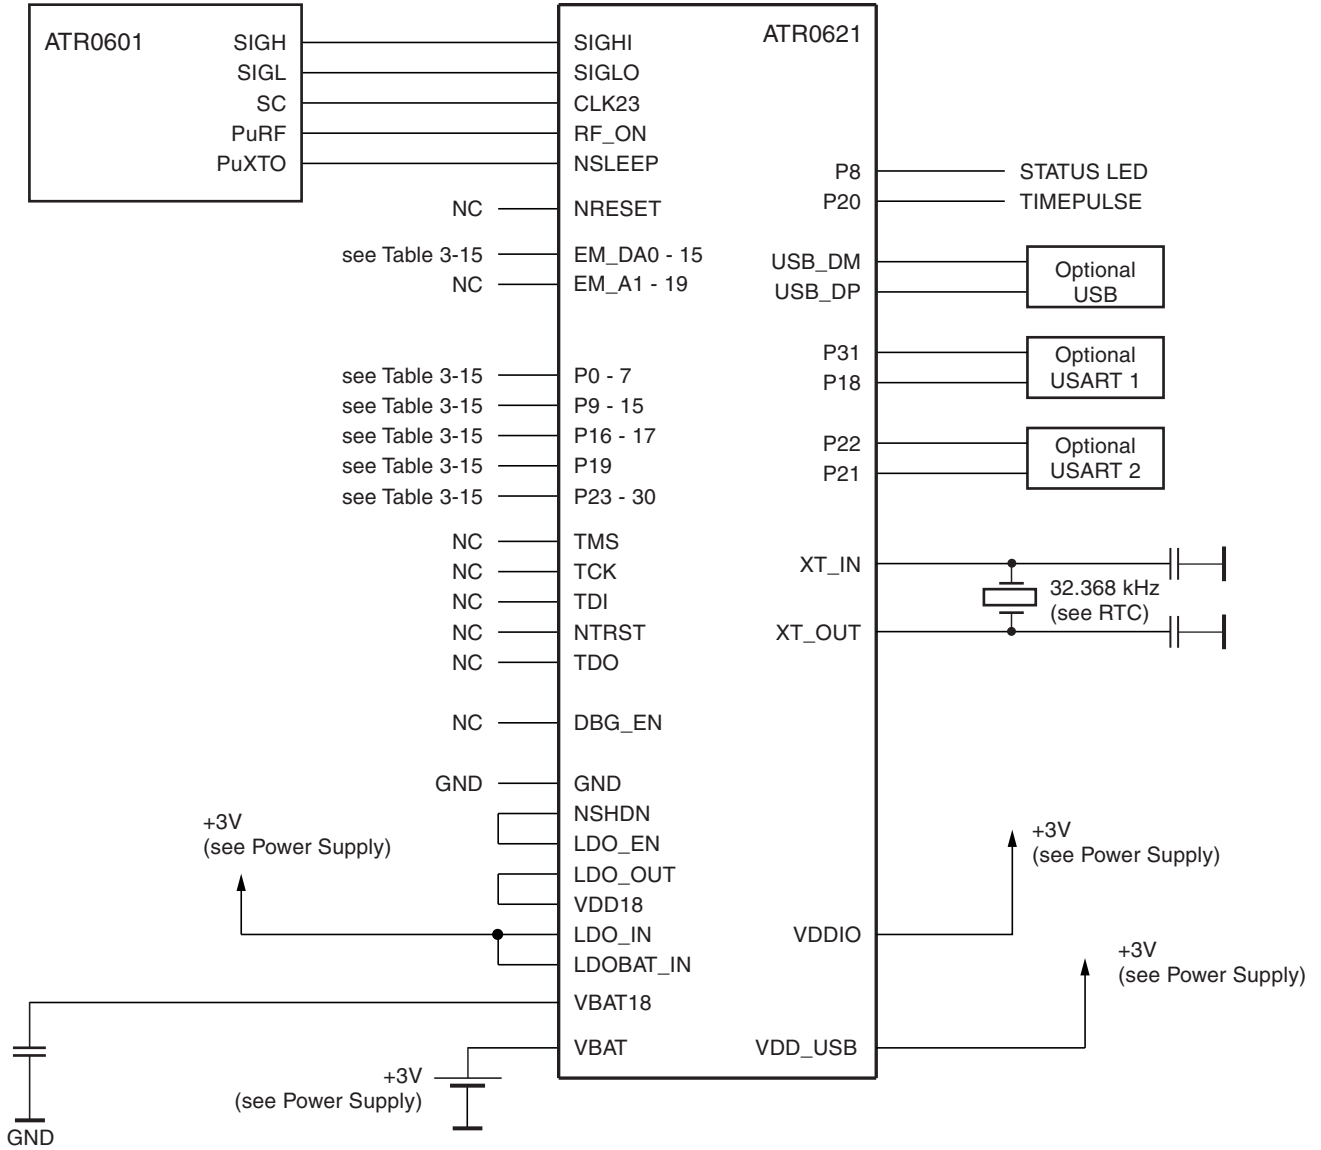 ATR0601
SIGH
SIGL
SC
PuRF
PuXTO
ATR0621
SIGHI
SIGLO
CLK23
RF_ON
NSLEEP
NC NRESET
see Table 3-15 EM_DA0 - 15
NC EM_A1 - 19
see Table 3-15 P0 - 7
see Table 3-15 P9 - 15
see Table 3-15 P16 - 17
see Table 3-15 P19
see Table 3-15 P23 - 30
NC TMS
NC TCK
NC TDI
NC NTRST
NC TDO
NC DBG_EN
GND GND
NSHDN
LDO_EN
LDO_OUT
VDD18
LDO_IN
LDOBAT_IN
VBAT18
VBAT
+3V
(see Power Supply)
GND
+3V
(see Power Supply)
P8 STATUS LED
P20 TIMEPULSE
USB_DM
USB_DP
Optional
USB
P31
P18
Optional
USART 1
P22
P21
Optional
USART 2
XT_IN
XT_OUT
32.368 kHz
(see RTC)
VDDIO
+3V
(see Power Supply)
VDD_USB
+3V
(see Power Supply)